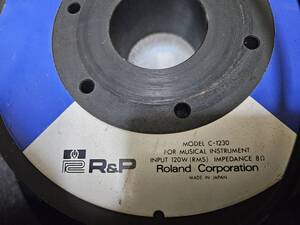 MODEL C-1230
FOR MUSICAL INSTRUMENT
INPUT 120W (RMS) IMPEDANCE 8Ω
R&P Roland Corporation
MADE IN JAPAN